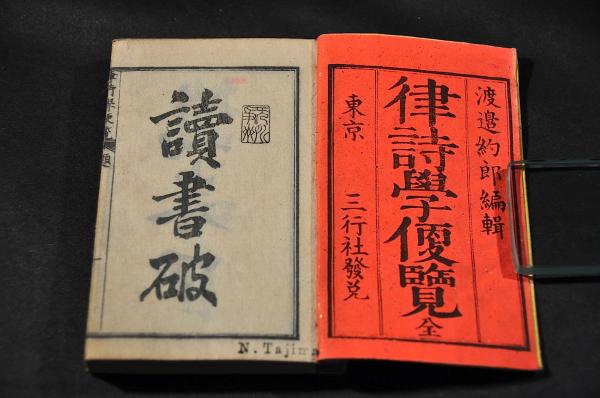 渡邉約郎編輯
律詩學便覽 全
東京 三行社發兌
讀書破
N. Tajima